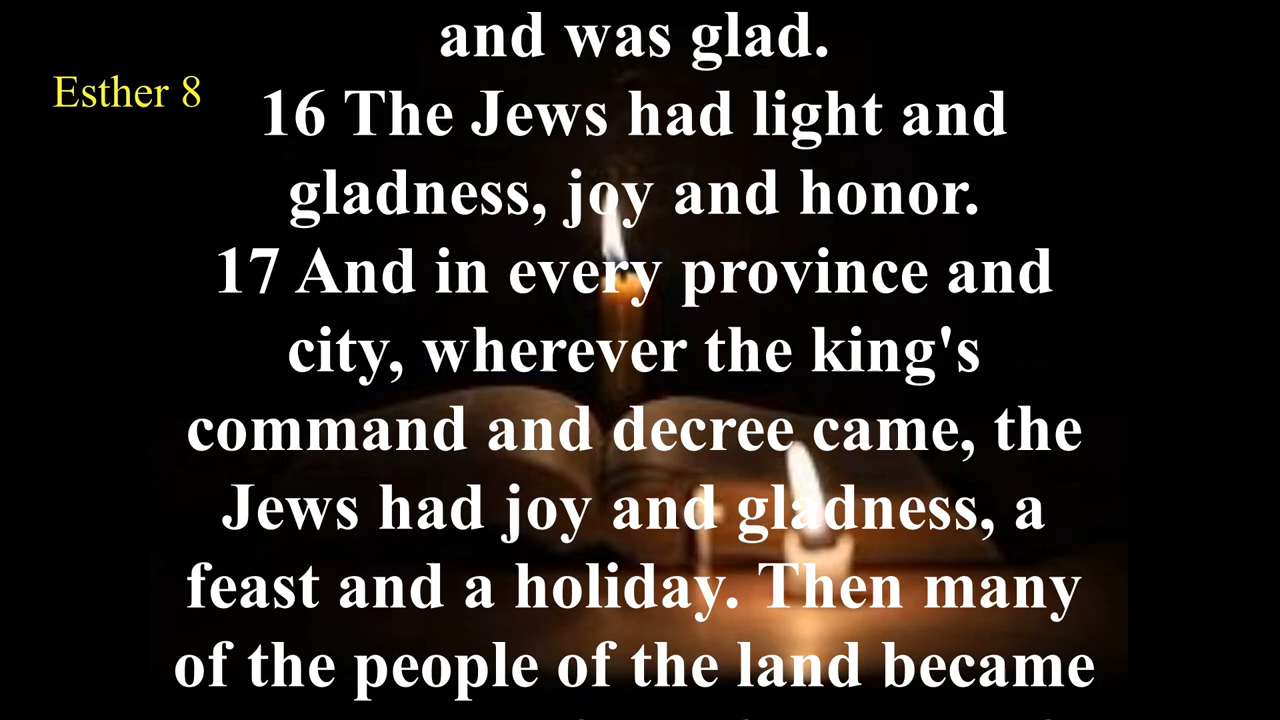 and was glad.
Esther 8
16 The Jews had light and
gladness, joy and honor.
17 And in every province and
city, wherever the king's
command and decree came, the
Jews had joy and gladness, a
feast and a holiday. Then many
of the people of the land became